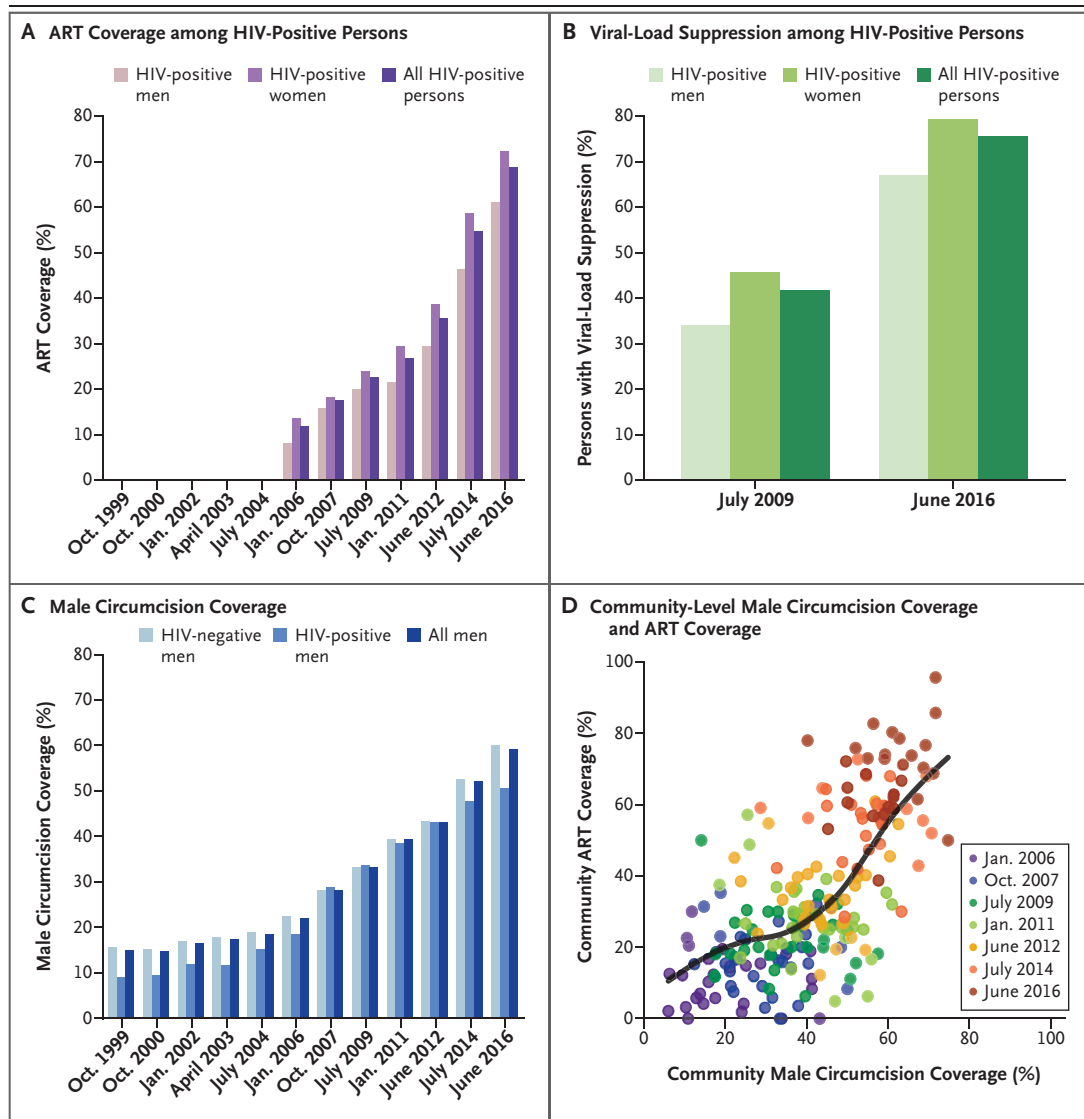 A ART Coverage among HIV-Positive Persons
HIV-positive men
HIV-positive women
All HIV-positive persons
ART Coverage (%)
80
70
60
50
40
30
20
10
0
Oct. 1999
Oct. 2000
Jan. 2002
April 2003
July 2004
Jan. 2006
Oct. 2007
July 2009
Jan. 2011
June 2012
July 2014
June 2016
B Viral-Load Suppression among HIV-Positive Persons
HIV-positive men
HIV-positive women
All HIV-positive persons
Persons with Viral-Load Suppression (%)
80
70
60
50
40
30
20
10
0
July 2009
June 2016
C Male Circumcision Coverage
HIV-negative men
HIV-positive men
All men
Male Circumcision Coverage (%)
80
70
60
50
40
30
20
10
0
Oct. 1999
Oct. 2000
Jan. 2002
April 2003
July 2004
Jan. 2006
Oct. 2007
July 2009
Jan. 2011
June 2012
July 2014
June 2016
D Community-Level Male Circumcision Coverage
and ART Coverage
Community ART Coverage (%)
100
80
60
40
20
0
Jan. 2006
Oct. 2007
July 2009
Jan. 2011
June 2012
July 2014
June 2016
0 20 40 60 80 100
Community Male Circumcision Coverage (%)